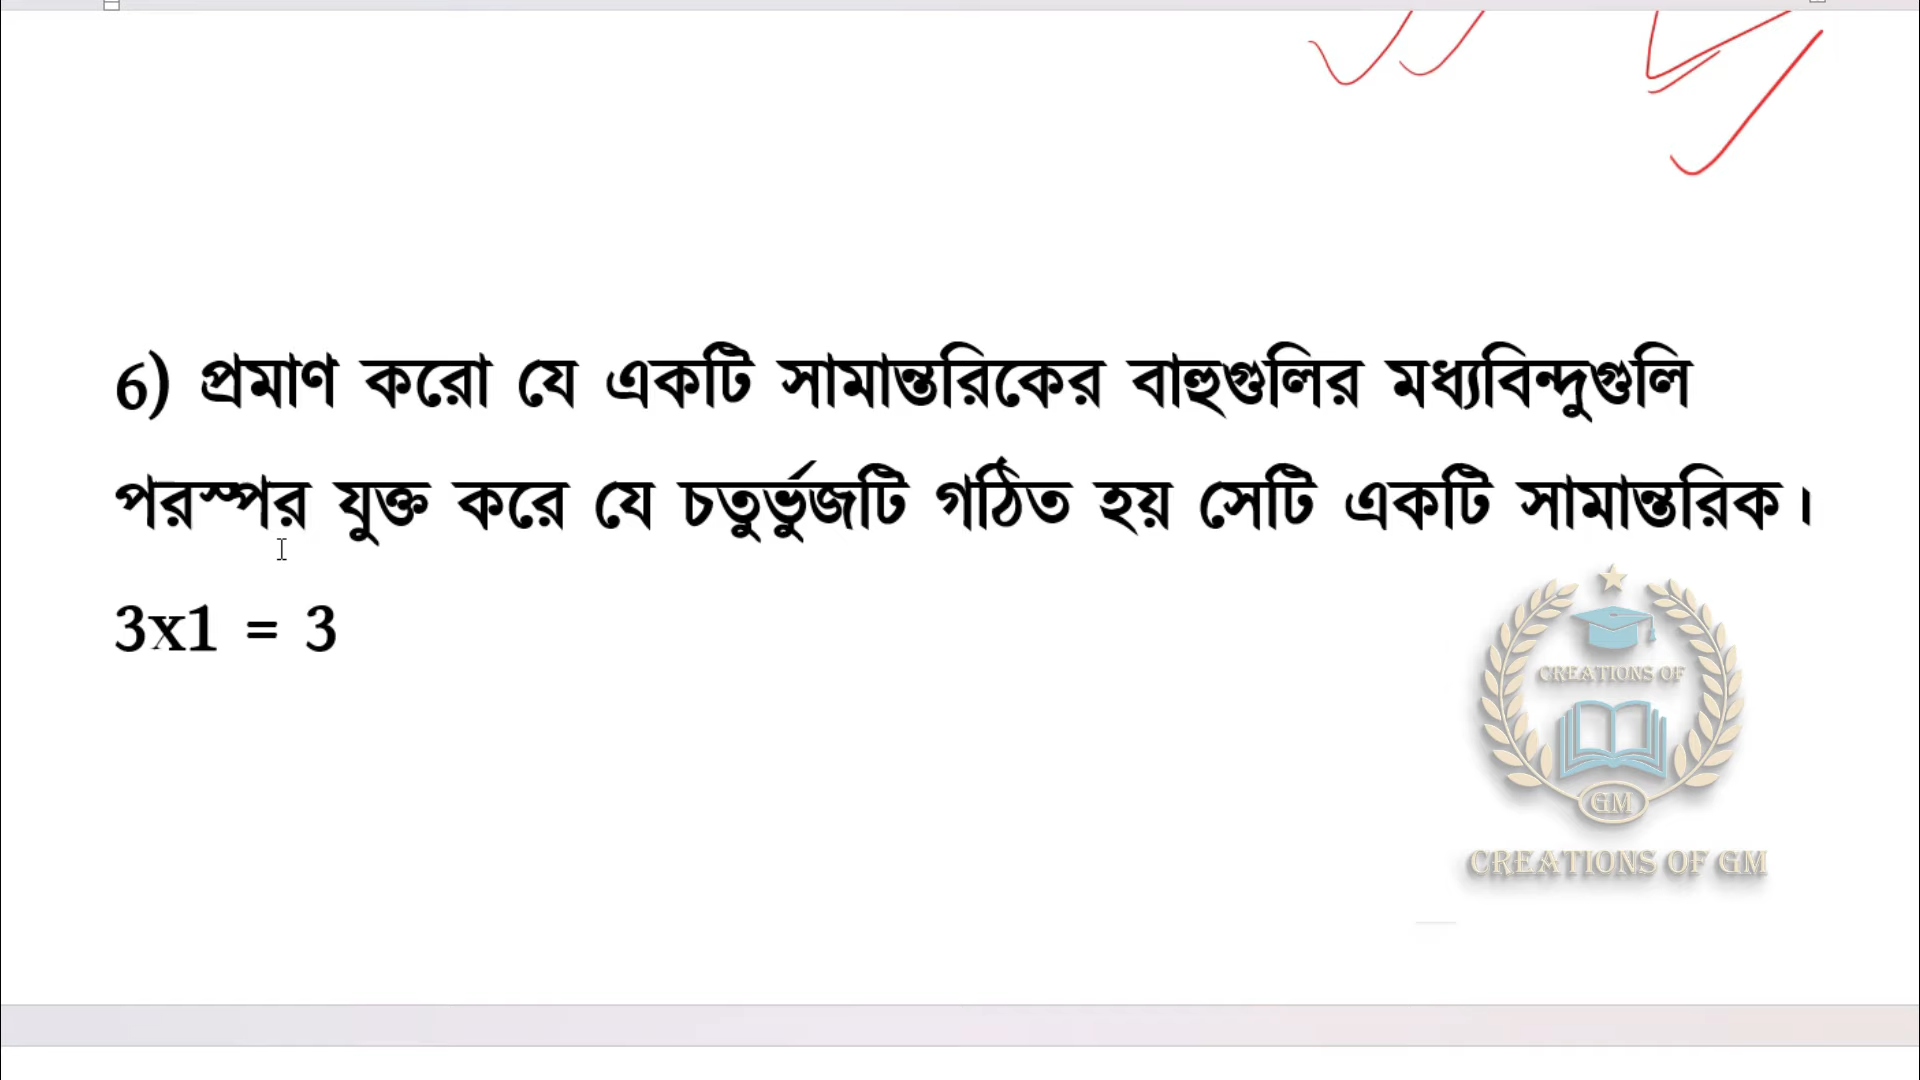 6) প্রমাণ করো যে একটি সামান্তরিকের বাহুগুলির মধ্যবিন্দুগুলি
পরস্পর যুক্ত করে যে চতুর্ভুজটি গঠিত হয় সেটি একটি সামান্তরিক।
3x1 = 3
CREATIONS OF
GM
CREATIONS OF GM